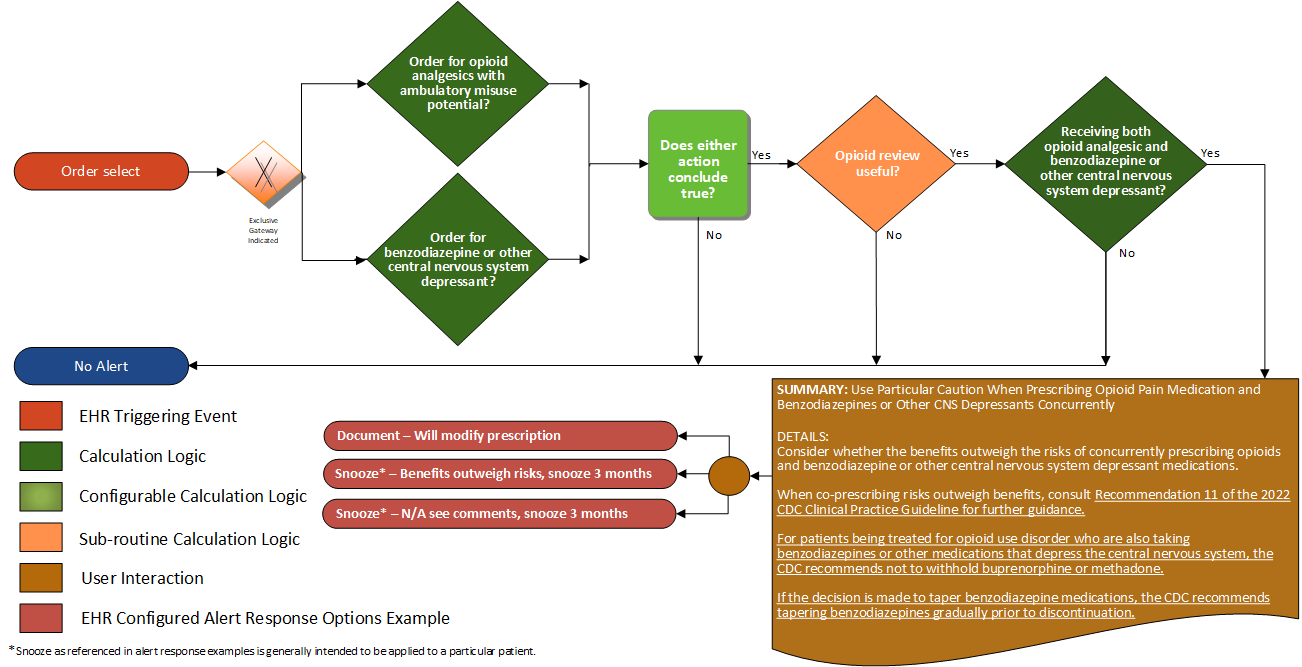 Order select
Exclusive
Gateway
Indicated
Order for opioid
analgesics with
ambulatory misuse
potential?
Order for
benzodiazepine or other
central nervous system
depressant?
Does either
action
conclude
true?
Yes
No
Opioid review
useful?
Yes
No
Receiving both
opioid analgesic and
benzodiazepine or
other central nervous
system depressant?
Yes
No
No Alert
SUMMARY: Use Particular Caution When Prescribing Opioid Pain Medication and
Benzodiazepines or Other CNS Depressants Concurrently
DETAILS:
Consider whether the benefits outweigh the risks of concurrently prescribing opioids
and benzodiazepine or other central nervous system depressant medications.
When co-prescribing risks outweigh benefits, consult Recommendation 11 of the 2022
CDC Clinical Practice Guideline for further guidance.
For patients being treated for opioid use disorder who are also taking
benzodiazepines or other medications that depress the central nervous system, the
CDC recommends not to withhold buprenorphine or methadone.
If the decision is made to taper benzodiazepine medications, the CDC recommends
tapering benzodiazepines gradually prior to discontinuation.
Document – Will modify prescription
Snooze* – Benefits outweigh risks, snooze 3 months
Snooze* – N/A see comments, snooze 3 months
EHR Triggering Event
Calculation Logic
Configurable Calculation Logic
Sub-routine Calculation Logic
User Interaction
EHR Configured Alert Response Options Example
*Snooze as referenced in alert response examples is generally intended to be applied to a particular patient.